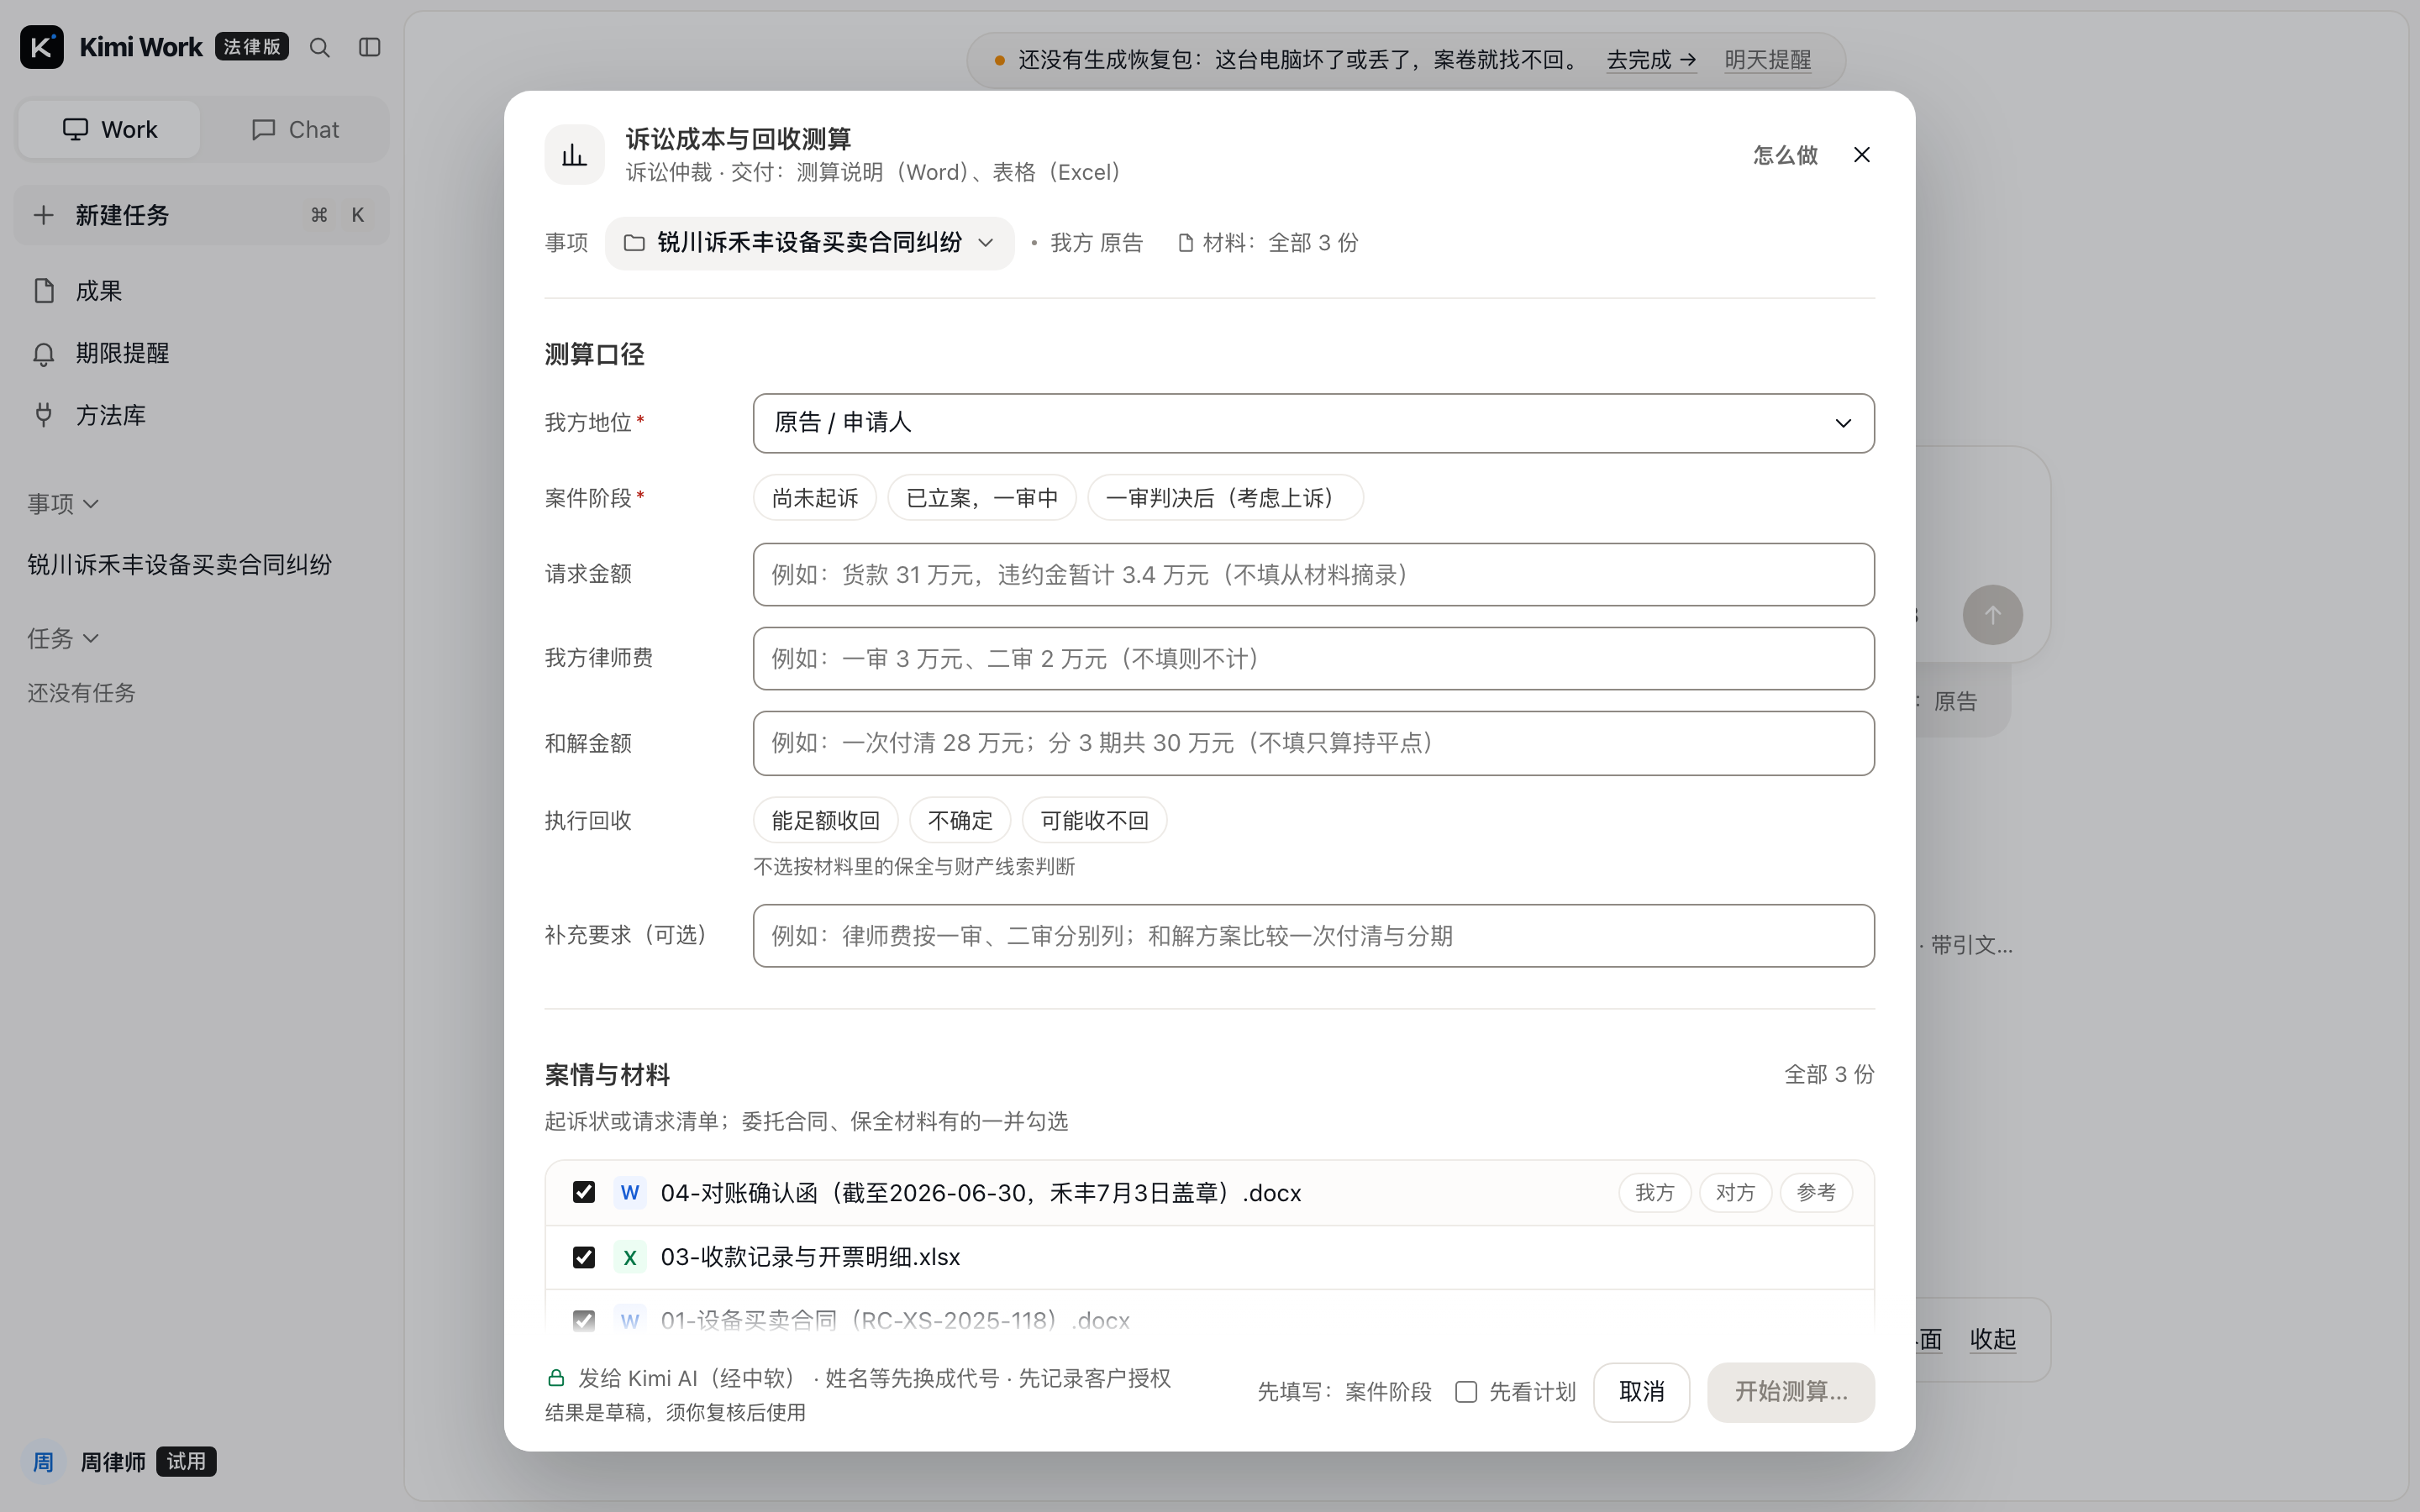 Kimi Work 法律版
Work
Chat
新建任务 ⌘ K
成果
期限提醒
方法库
事项
锐川诉禾丰设备买卖合同纠纷
任务
还没有任务
周 周律师 试用
还没有生成恢复包：这台电脑坏了或丢了，案卷就找不回。 去完成 → 明天提醒
诉讼成本与回收测算
诉讼仲裁 · 交付：测算说明（Word）、表格（Excel）
怎么做
事项 锐川诉禾丰设备买卖合同纠纷 • 我方 原告 材料：全部 3 份
测算口径
我方地位* 原告 / 申请人
案件阶段* 尚未起诉 已立案，一审中 一审判决后（考虑上诉）
请求金额 例如：货款 31 万元，违约金暂计 3.4 万元（不填从材料摘录）
我方律师费 例如：一审 3 万元、二审 2 万元（不填则不计）
和解金额 例如：一次付清 28 万元；分 3 期共 30 万元（不填只算持平点）
执行回收 能足额收回 不确定 可能收不回
不选按材料里的保全与财产线索判断
补充要求（可选） 例如：律师费按一审、二审分别列；和解方案比较一次付清与分期
案情与材料 全部 3 份
起诉状或请求清单；委托合同、保全材料有的一并勾选
W 04-对账确认函（截至2026-06-30，禾丰7月3日盖章）.docx 我方 对方 参考
X 03-收款记录与开票明细.xlsx
W 01-设备买卖合同（RC-XS-2025-118）.docx
发给 Kimi AI（经中软） · 姓名等先换成代号 · 先记录客户授权
结果是草稿，须你复核后使用
先填写：案件阶段 先看计划 取消 开始测算...
：原告
· 带引文...
面 收起